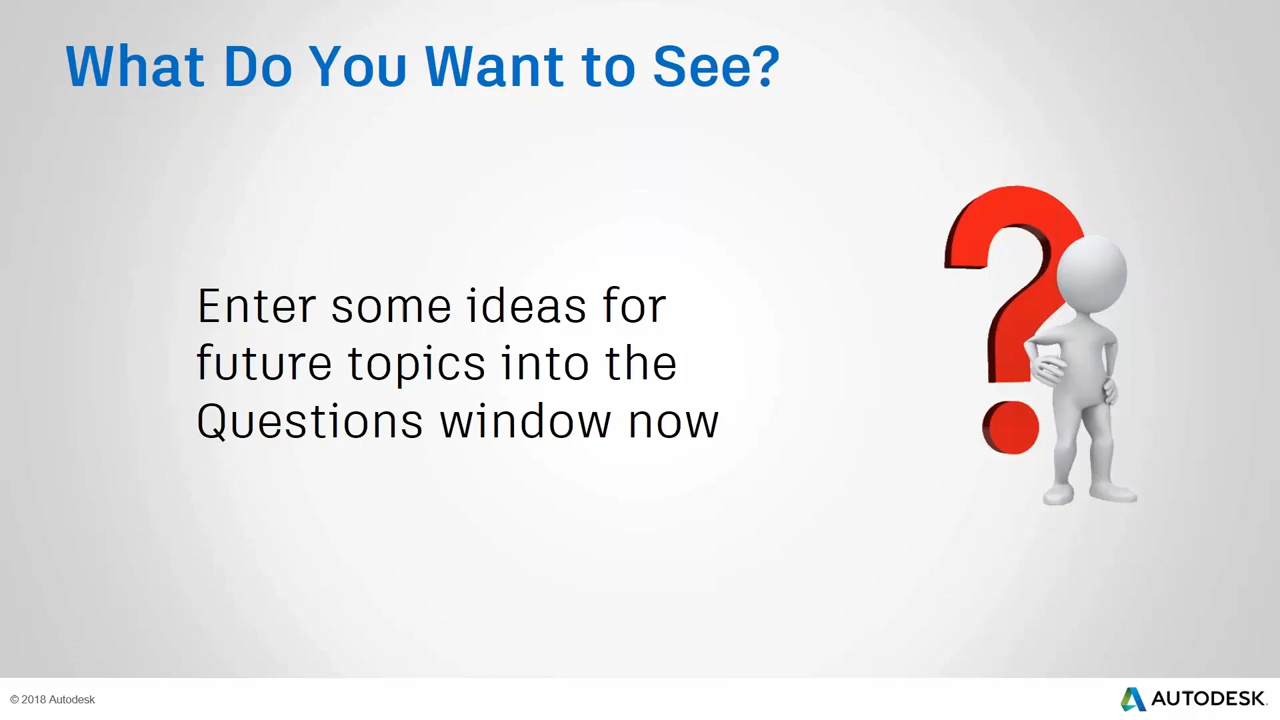 What Do You Want to See?
Enter some ideas for
future topics into the
Questions window now
© 2018 Autodesk
AUTODESK.